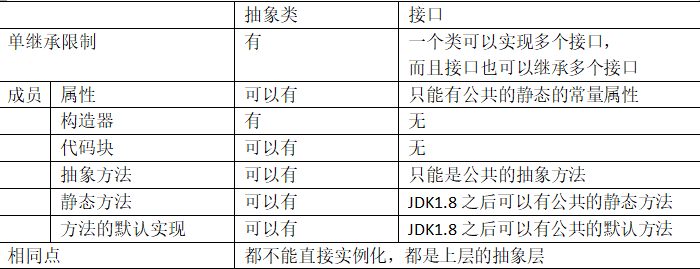 抽象类 接口
单继承限制 有 一个类可以实现多个接口，
而且接口也可以继承多个接口
成员 属性 可以有 只能有公共的静态的常量属性
构造器 有 无
代码块 可以有 无
抽象方法 可以有 只能是公共的抽象方法
静态方法 可以有 JDK1.8 之后可以有公共的静态方法
方法的默认实现 可以有 JDK1.8 之后可以有公共的默认方法
相同点 都不能直接实例化，都是上层的抽象层